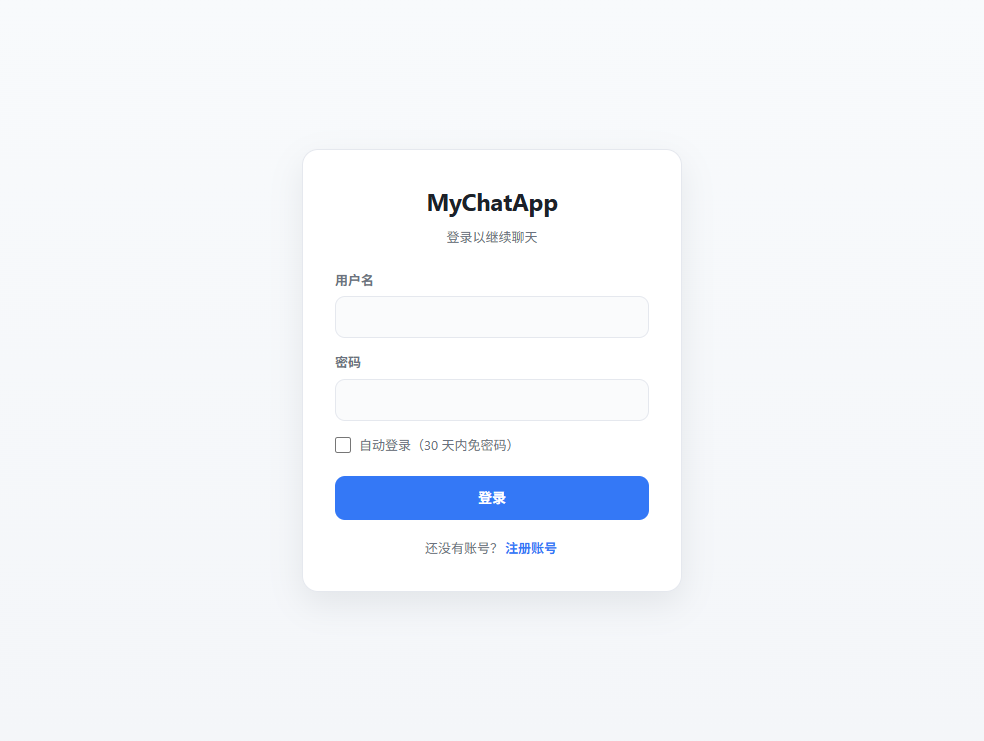 MyChatApp
登录以继续聊天
用户名
密码
自动登录（30 天内免密码）
登录
还没有账号？ 注册账号